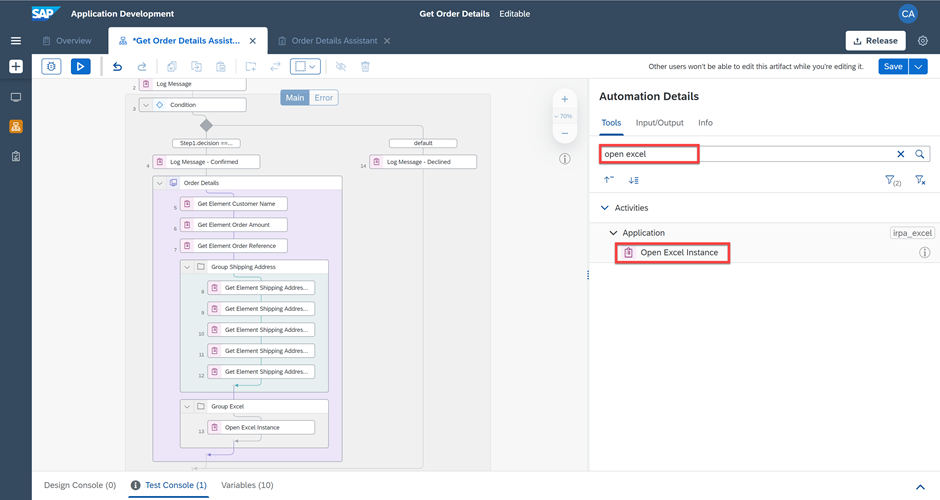 SAP Application Development Get Order Details Editable CA
Overview *Get Order Details Assist... Order Details Assistant Release
Other users won't be able to edit this artifact while you're editing it. Save
2 Log Message
3 Condition
Main Error
Step1.decision ==... default
4 Log Message - Confirmed 14 Log Message - Declined
Order Details
5 Get Element Customer Name
6 Get Element Order Amount
7 Get Element Order Reference
Group Shipping Address
8 Get Element Shipping Addres...
9 Get Element Shipping Addres...
10 Get Element Shipping Addres...
11 Get Element Shipping Addres...
12 Get Element Shipping Addres...
Group Excel
13 Open Excel Instance
70%
Automation Details
Tools Input/Output Info
open excel
(2)
Activities
Application irpa_excel
Open Excel Instance
Design Console (0) Test Console (1) Variables (10)